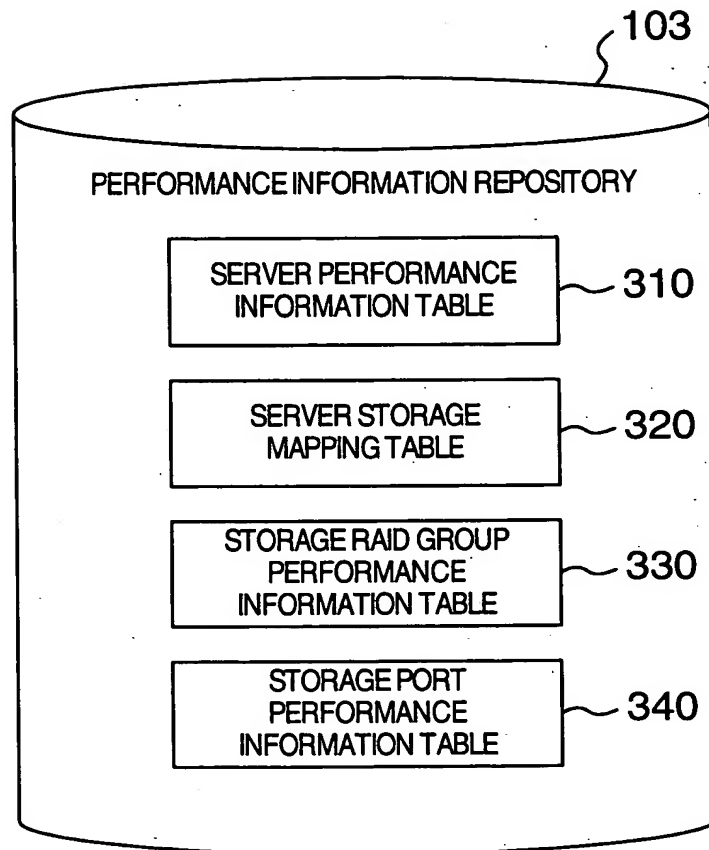 103
PERFORMANCE INFORMATION REPOSITORY
SERVER PERFORMANCE
INFORMATION TABLE
310
SERVER STORAGE
MAPPING TABLE
320
STORAGE RAID GROUP
PERFORMANCE
INFORMATION TABLE
330
STORAGE PORT
PERFORMANCE
INFORMATION TABLE
340